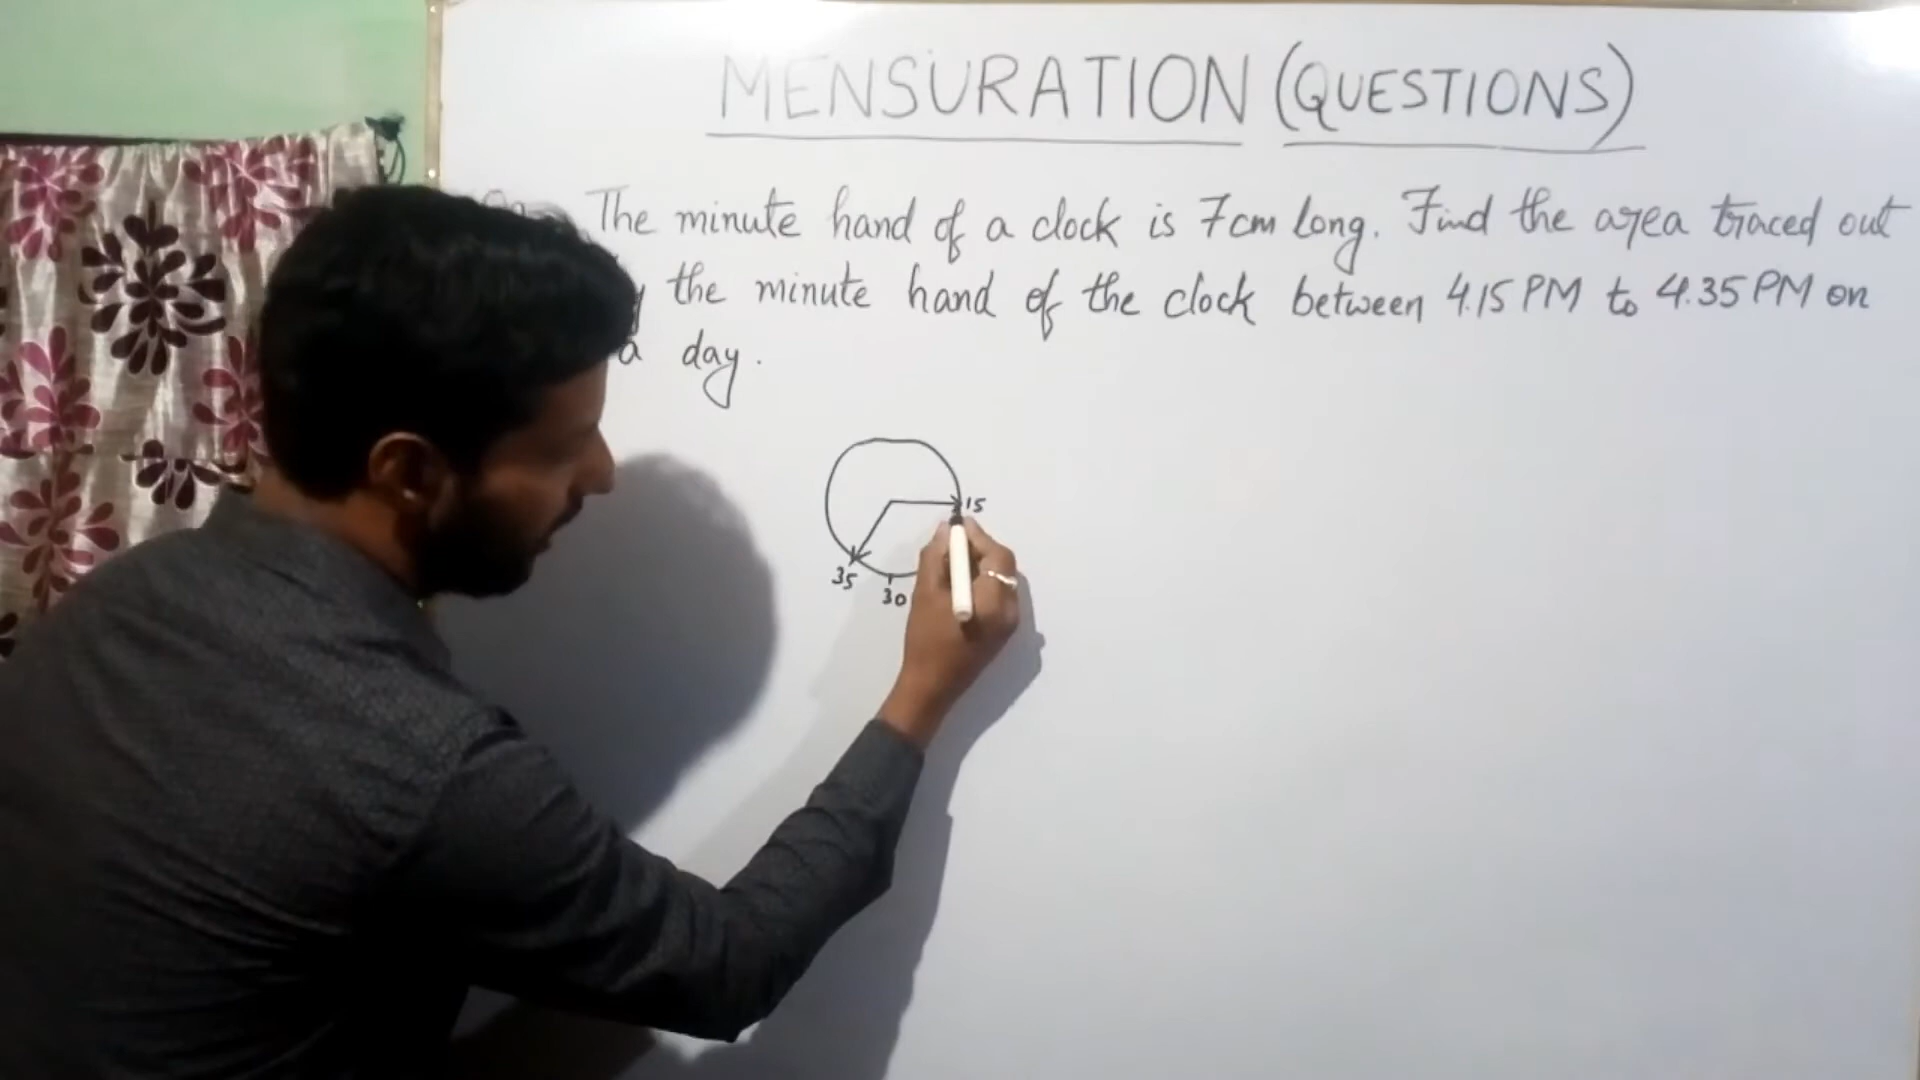 MENSURATION (QUESTIONS)
The minute hand of a clock is 7cm long. Find the area traced out
the minute hand of the clock between 4.15 PM to 4.35 PM on
a day.
15
35
30